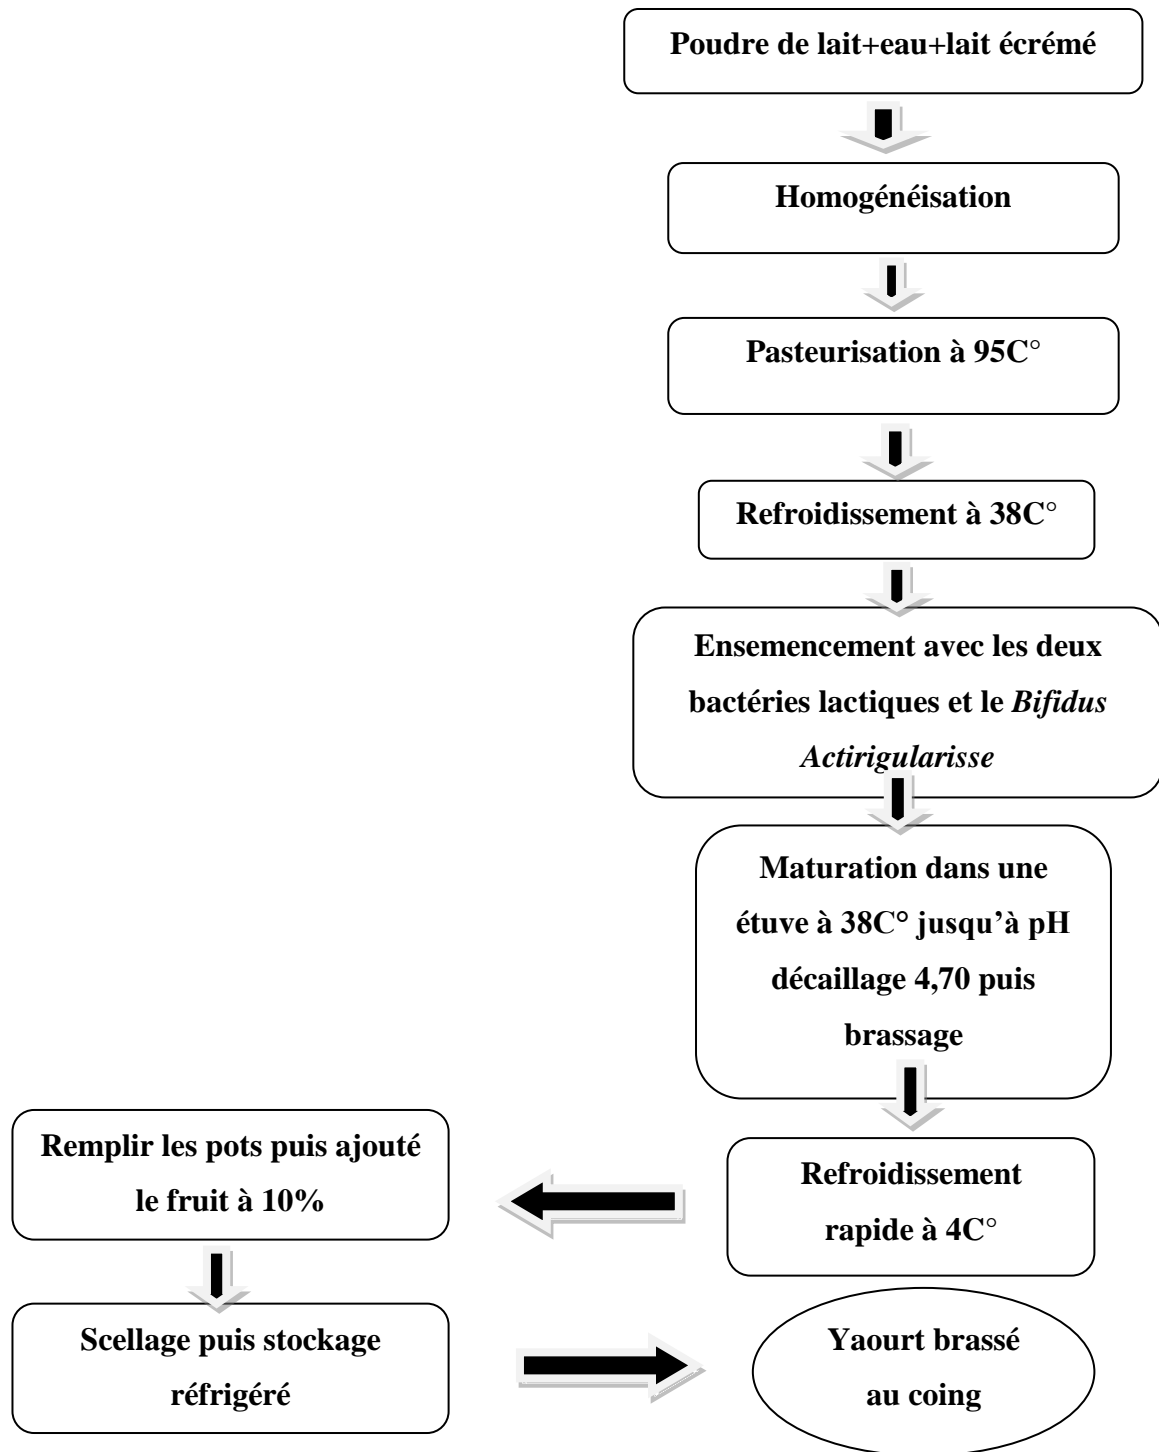 Poudre de lait+eau+lait écrémé
Homogénéisation
Pasteurisation à 95C°
Refroidissement à 38C°
Ensemencement avec les deux
bactéries lactiques et le Bifidus
Actirigularisse
Maturation dans une
étuve à 38C° jusqu’à pH
décaillage 4,70 puis
brassage
Refroidissement
rapide à 4C°
Remplir les pots puis ajouté
le fruit à 10%
Scellage puis stockage
réfrigéré
Yaourt brassé
au coing